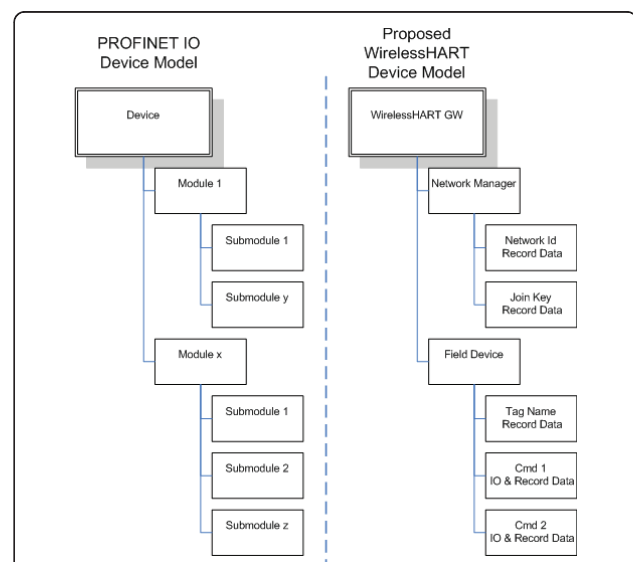 PROFINET IO
Device Model
Device
Module 1
Submodule 1
Submodule y
Module x
Submodule 1
Submodule 2
Submodule z
Proposed
WirelessHART
Device Model
WirelessHART GW
Network Manager
Network Id
Record Data
Join Key
Record Data
Field Device
Tag Name
Record Data
Cmd 1
IO & Record Data
Cmd 2
IO & Record Data